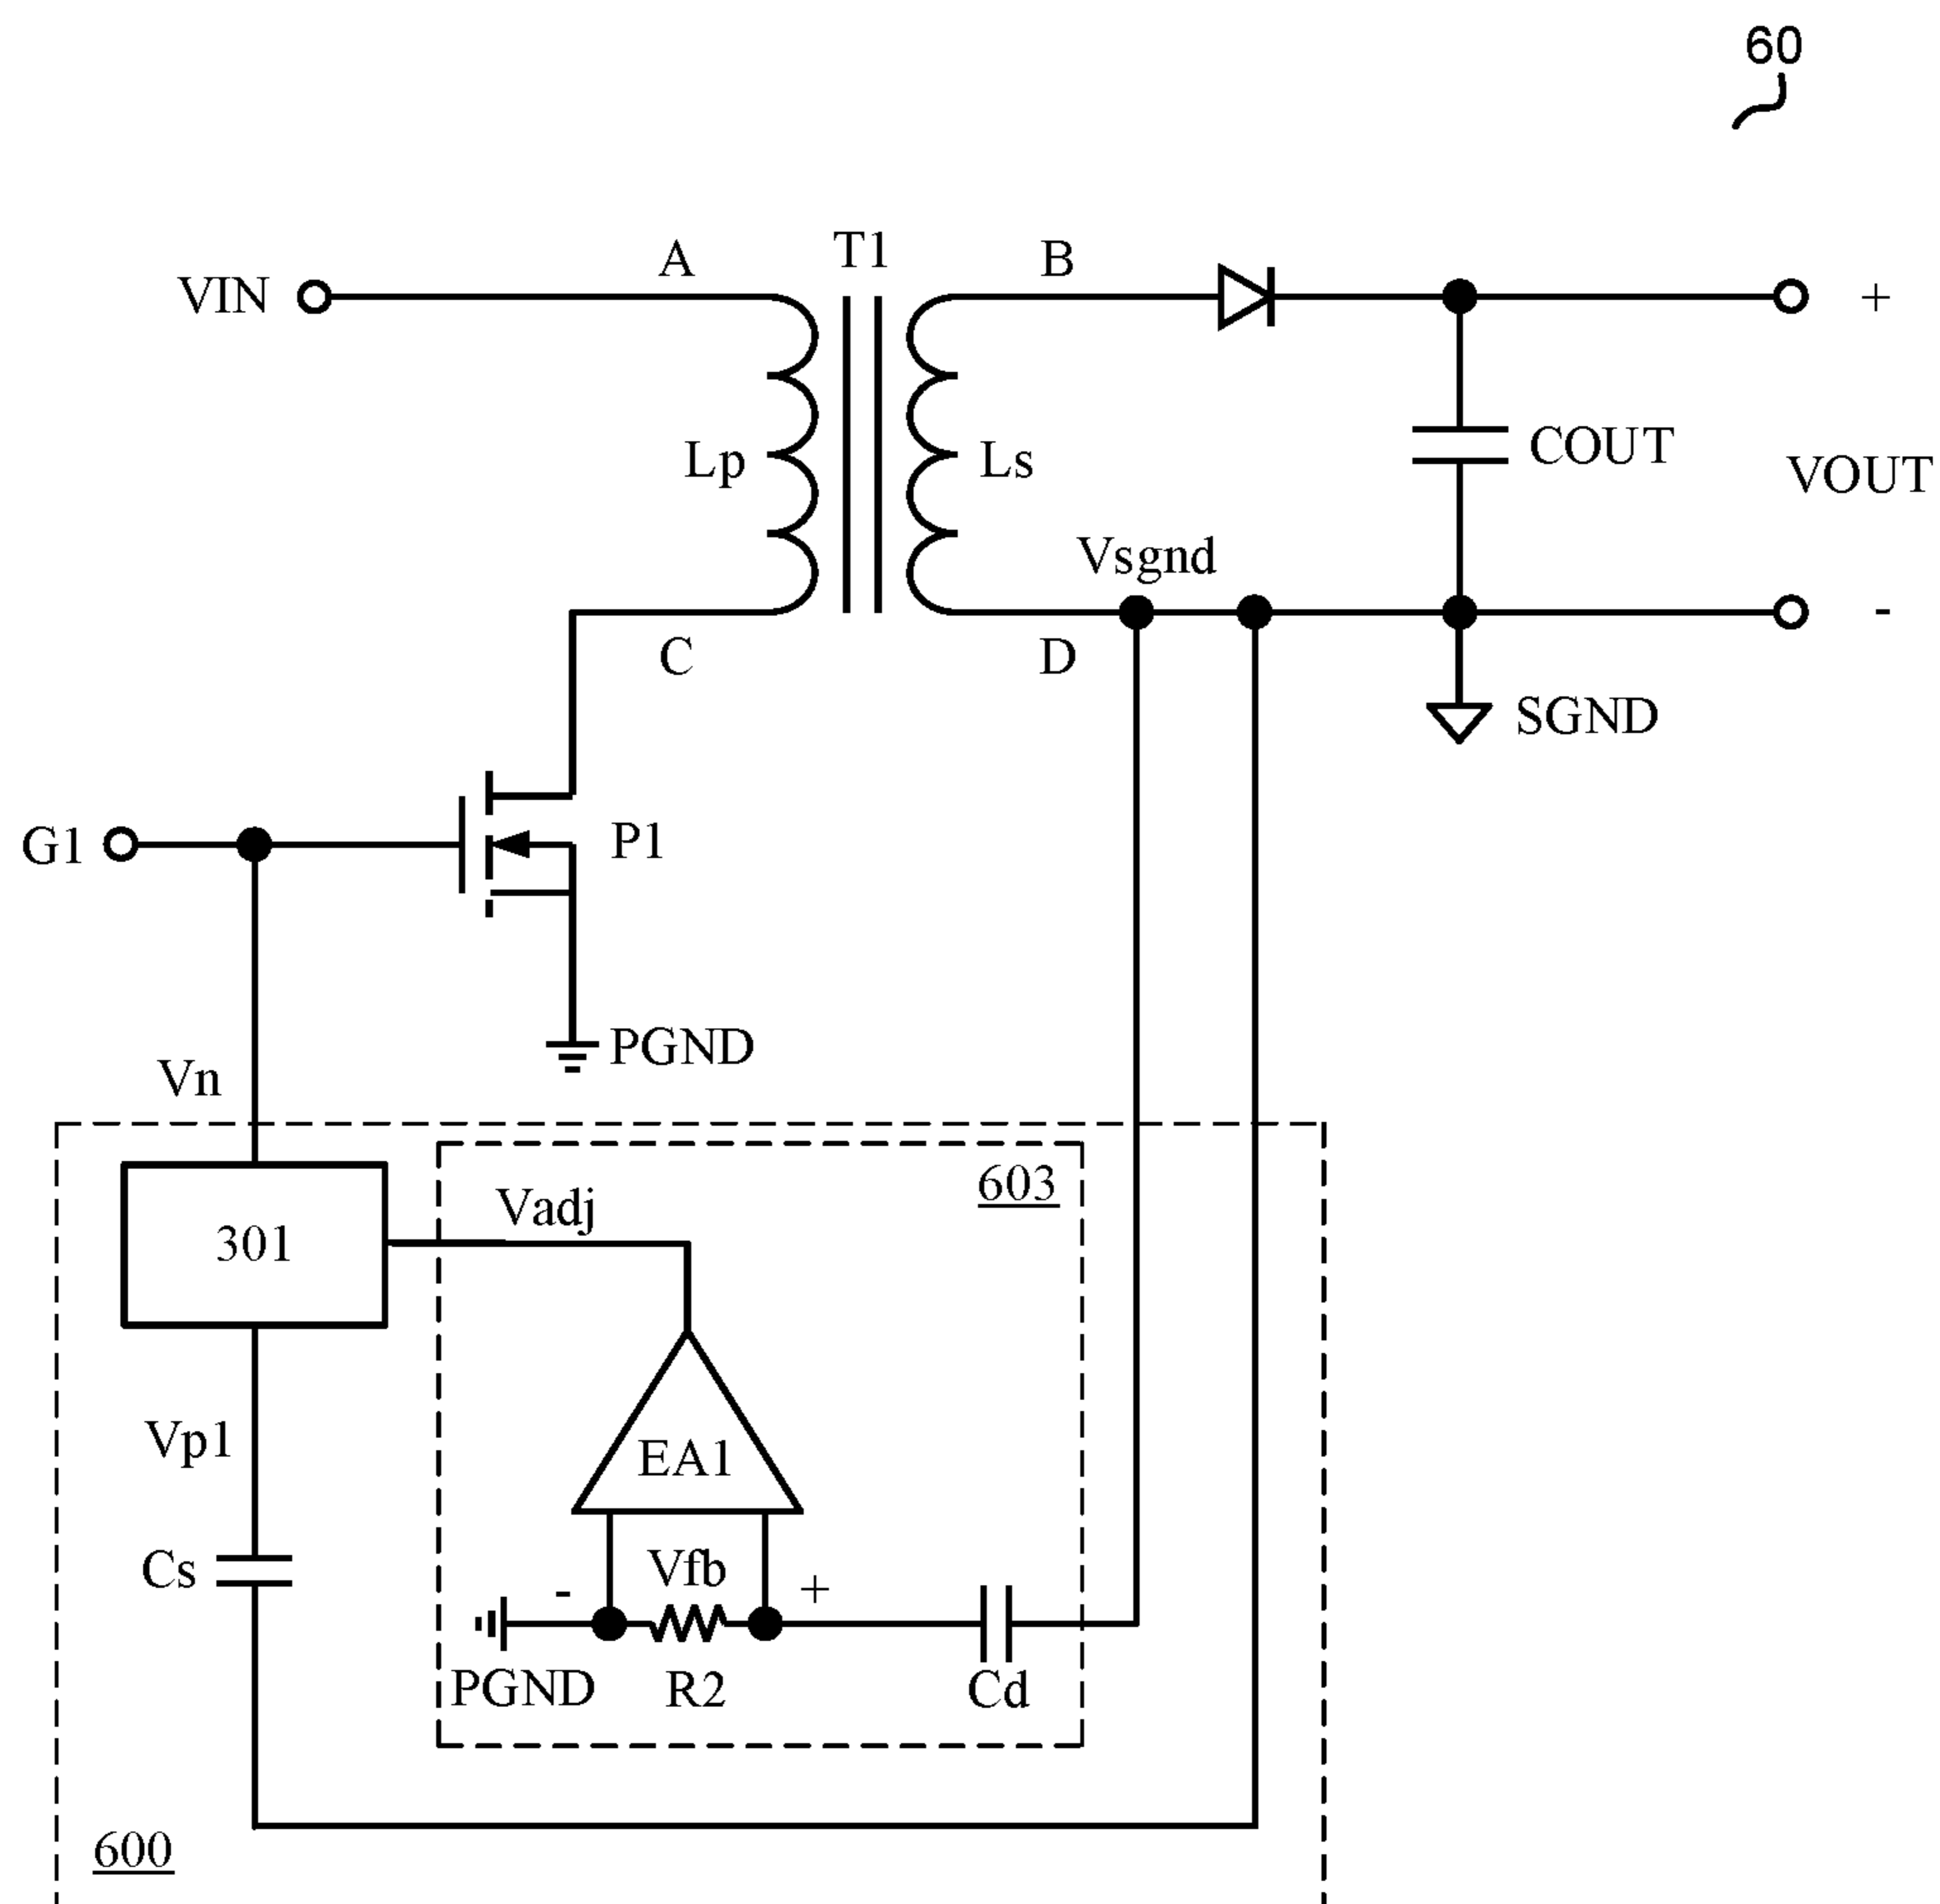 60
A
T1
B
VIN
+
Lp
Ls
COUT
VOUT
Vsgnd
-
C
D
SGND
G1
P1
PGND
Vn
603
Vadj
301
Vp1
EA1
Cs
Vfb
-
+
PGND
R2
Cd
600